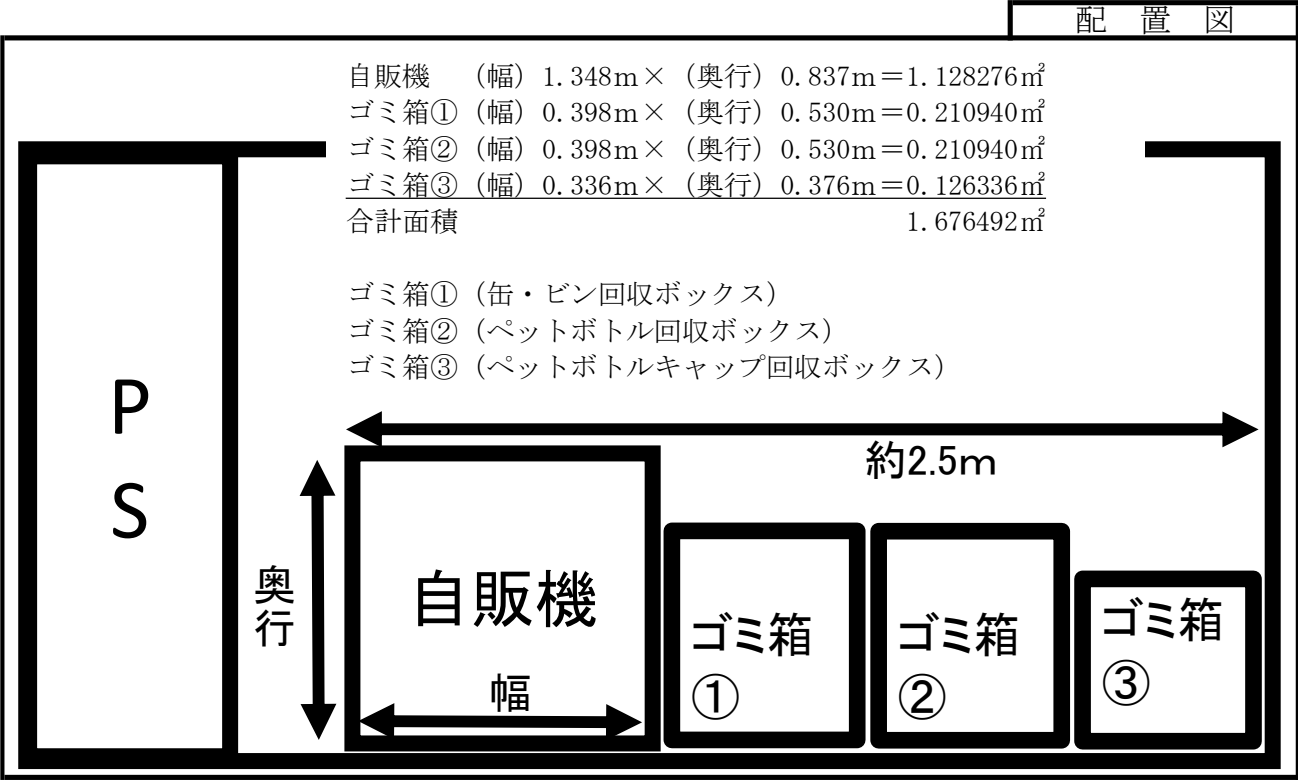 配　置　図
自販機　（幅）1.348m×（奥行）0.837m＝1.128276㎡
ゴミ箱①（幅）0.398m×（奥行）0.530m＝0.210940㎡
ゴミ箱②（幅）0.398m×（奥行）0.530m＝0.210940㎡
ゴミ箱③（幅）0.336m×（奥行）0.376m＝0.126336㎡
合計面積　1.676492㎡
ゴミ箱①（缶・ビン回収ボックス）
ゴミ箱②（ペットボトル回収ボックス）
ゴミ箱③（ペットボトルキャップ回収ボックス）
P
S
約2.5m
奥
行
自販機
幅
ゴミ箱
①
ゴミ箱
②
ゴミ箱
③